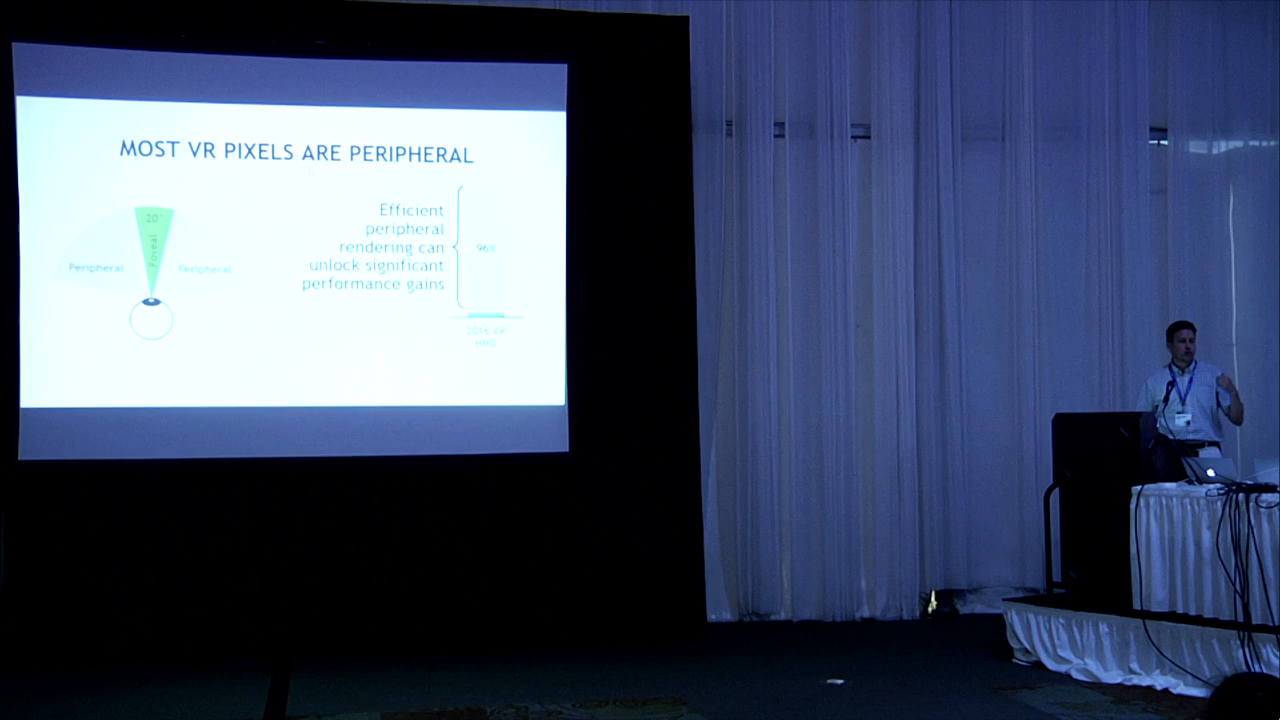 MOST VR PIXELS ARE PERIPHERAL
20°
Foveal
Peripheral
Peripheral
Efficient
peripheral
rendering can
unlock significant
performance gains
96%
2016 VR
HMD